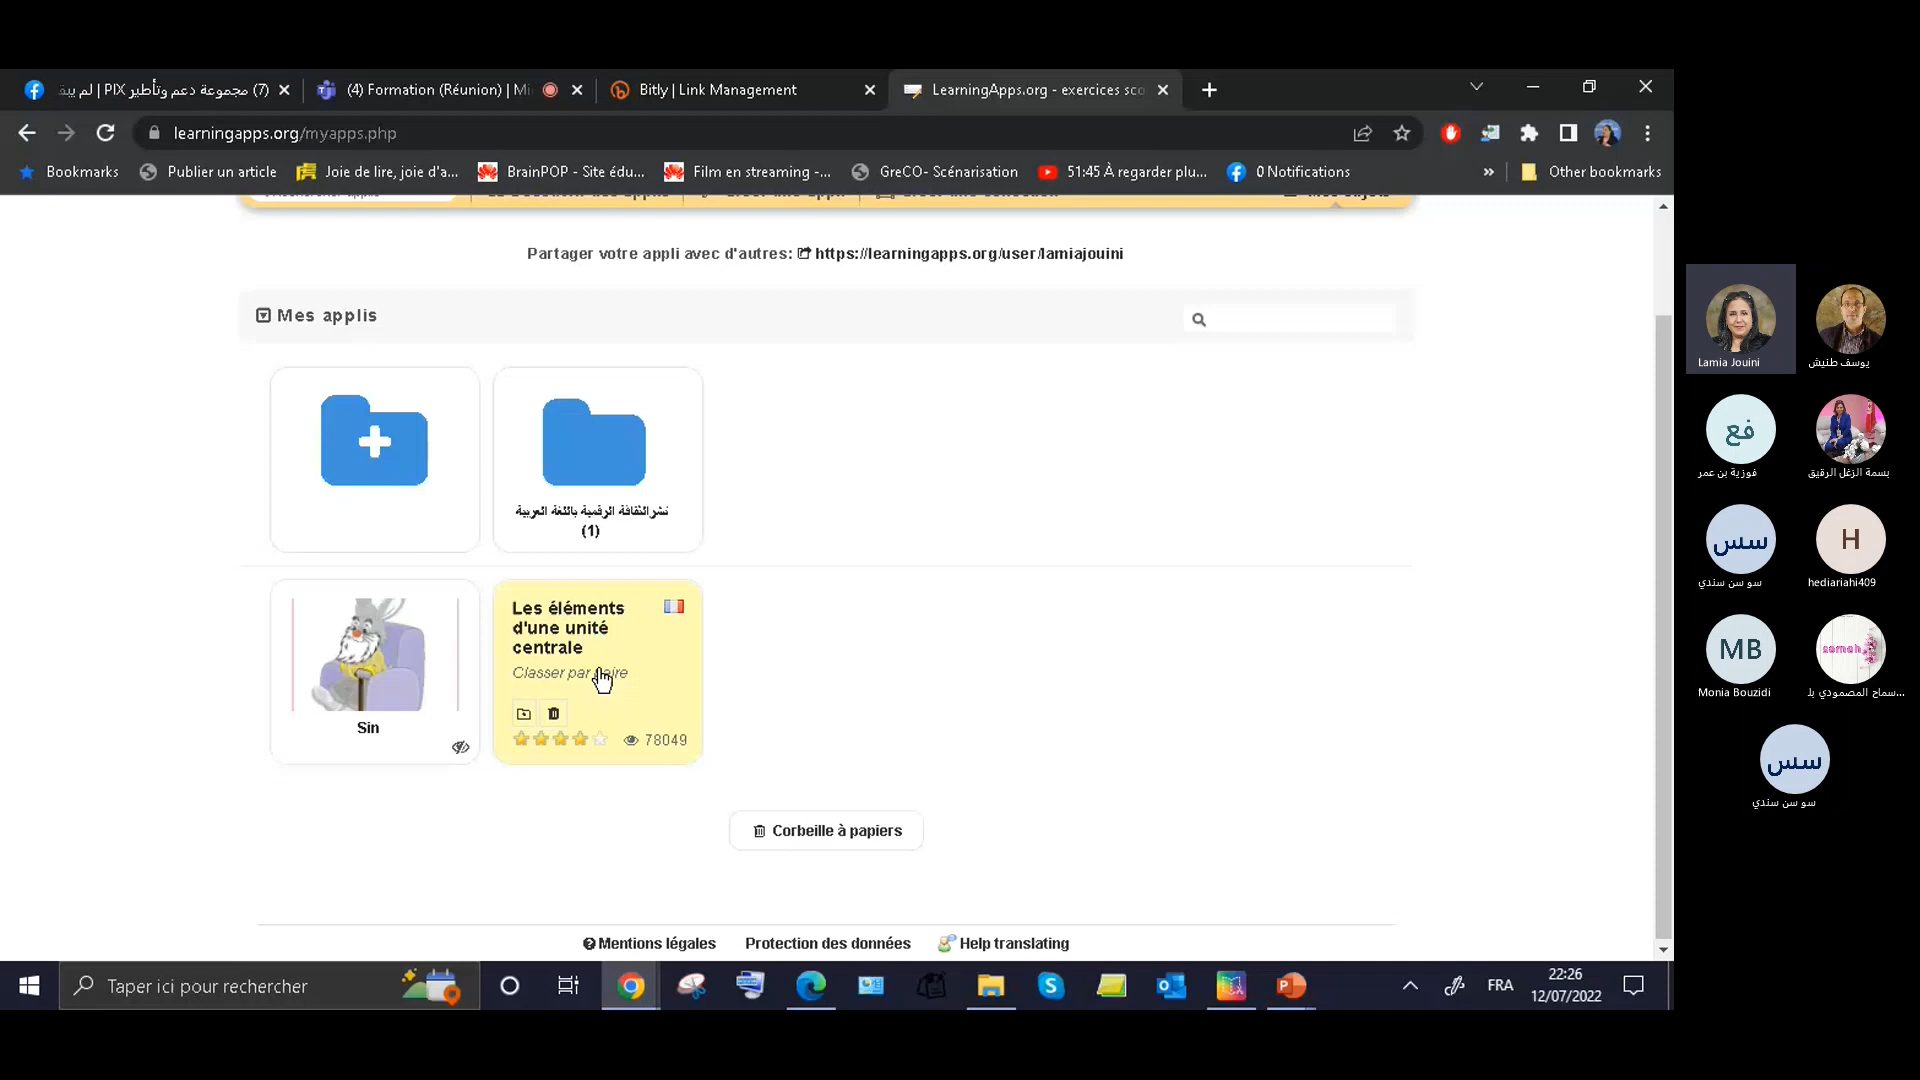 (7) مجموعة دعم وتأطير PIX | لم يبق
(4) Formation (Réunion) | Mi
Bitly | Link Management
LearningApps.org - exercices sco
learningapps.org/myapps.php
Bookmarks
Publier un article
Joie de lire, joie d'a...
BrainPOP - Site édu...
Film en streaming -...
GreCO- Scénarisation
51:45 À regarder plu...
0 Notifications
»
Other bookmarks
Partager votre appli avec d'autres: https://learningapps.org/user/lamiajouini
Mes applis
نشر الثقافة الرقمية باللغة العربية
(1)
Sin
Les éléments
d'une unité
centrale
Classer par paire
78049
Corbeille à papiers
Mentions légales
Protection des données
Help translating
Taper ici pour rechercher
FRA
22:26
12/07/2022
Lamia Jouini
يوسف طنيش
فع
فوزية بن عمر
بسمة الزغل الرقيق
سس
سو سن سندي
H
hediariahi409
MB
Monia Bouzidi
samah
سماح المصمودي بلـ...
سس
سو سن سندي